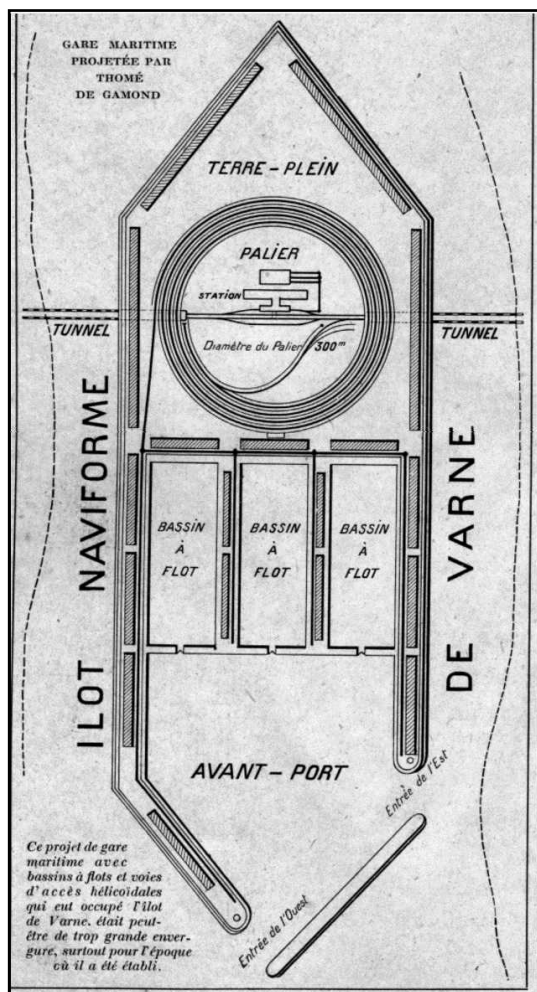 GARE MARITIME
PROJETÉE PAR
THOMÉ
DE GAMOND
TERRE-PLEIN
PALIER
STATION
TUNNEL
TUNNEL
Diamètre du Palier 300m
ILOT NAVIFORME
DE VARNE
BASSIN
À
FLOT
BASSIN
À
FLOT
BASSIN
À
FLOT
AVANT-PORT
Entrée de l'Est
Entrée de l'Ouest
Ce projet de gare
maritime avec
bassins à flots et voies
d'accès hélicoïdales
qui eut occupé l'îlot
de Varne, était peut-
être de trop grande enver-
gure, surtout pour l'époque
où il a été établi.